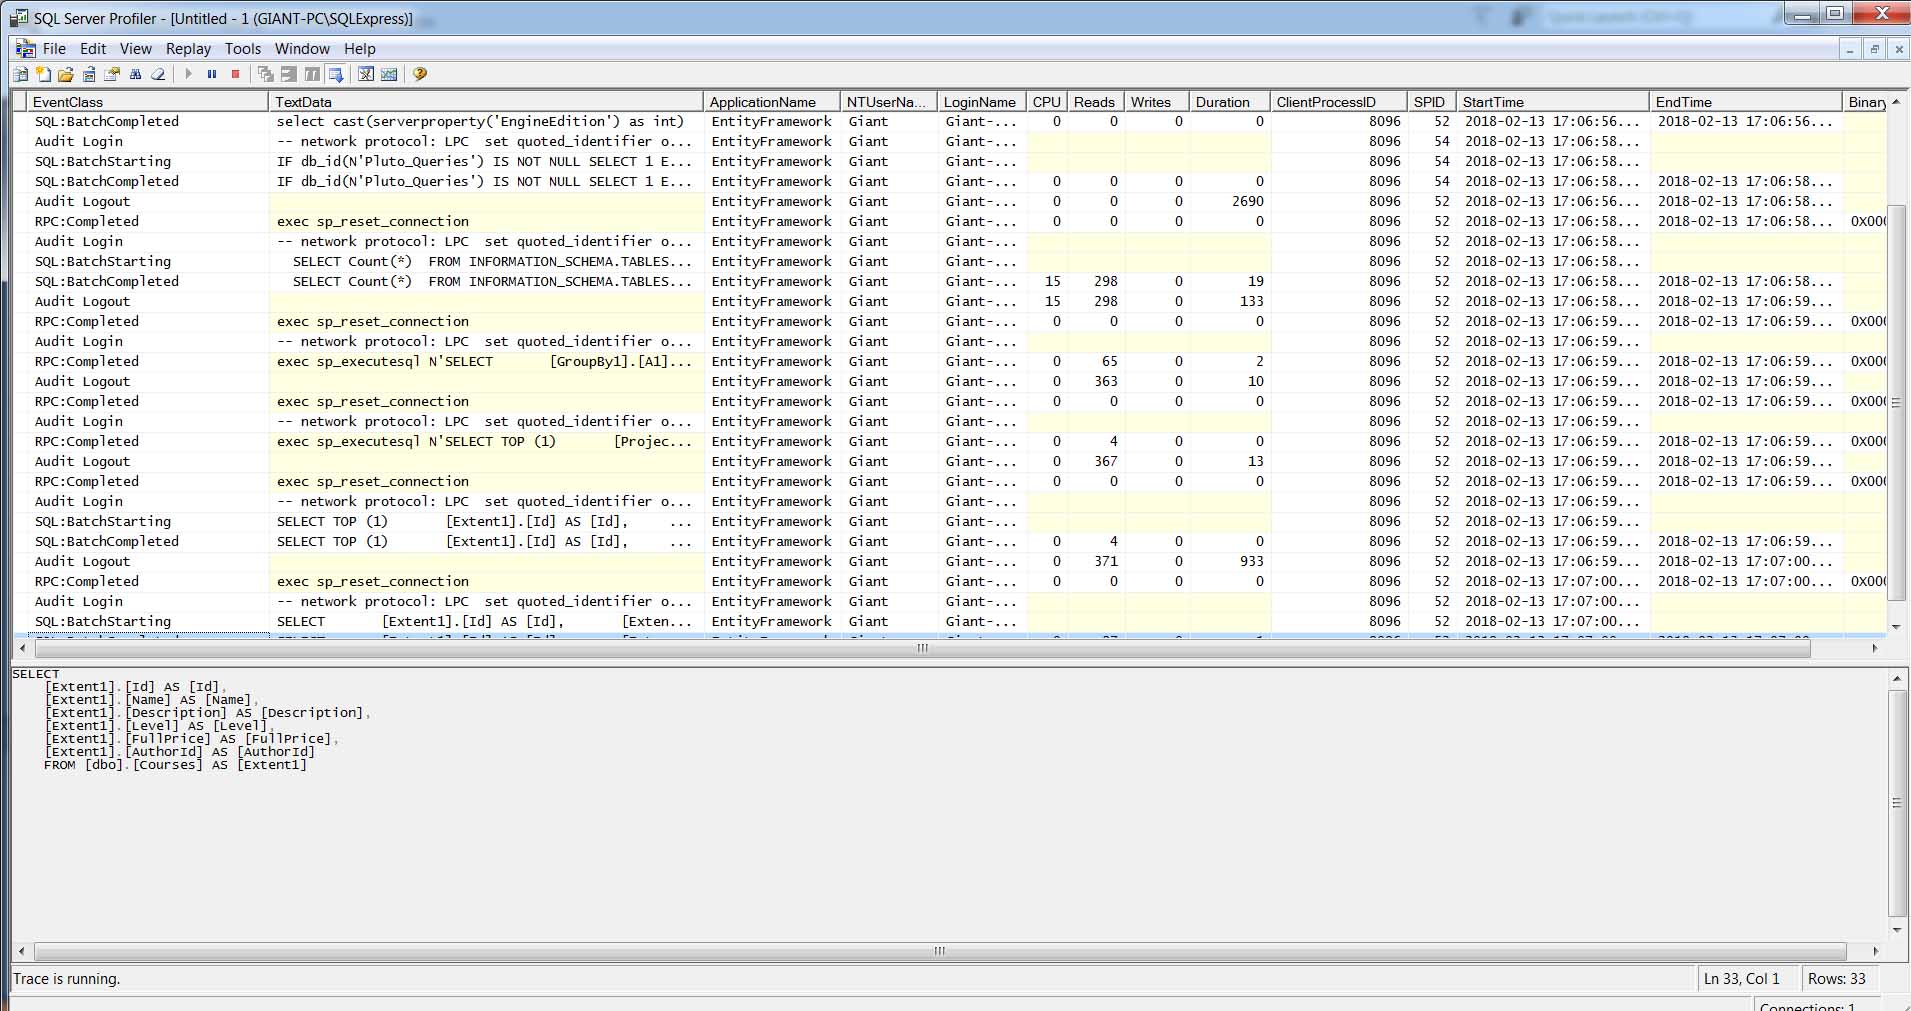 SQL Server Profiler - [Untitled - 1 (GIANT-PC\SQLExpress)]
File Edit View Replay Tools Window Help
EventClass TextData ApplicationName NTUserNa... LoginName CPU Reads Writes Duration ClientProcessID SPID StartTime EndTime Binary
SQL:BatchCompleted select cast(serverproperty('EngineEdition') as int) EntityFramework Giant Giant-... 0 0 0 0 8096 52 2018-02-13 17:06:56... 2018-02-13 17:06:56...
Audit Login -- network protocol: LPC set quoted_identifier o... EntityFramework Giant Giant-... 8096 54 2018-02-13 17:06:58...
SQL:BatchStarting IF db_id(N'Pluto_Queries') IS NOT NULL SELECT 1 E... EntityFramework Giant Giant-... 8096 54 2018-02-13 17:06:58...
SQL:BatchCompleted IF db_id(N'Pluto_Queries') IS NOT NULL SELECT 1 E... EntityFramework Giant Giant-... 0 0 0 0 8096 54 2018-02-13 17:06:58... 2018-02-13 17:06:58...
Audit Logout EntityFramework Giant Giant-... 0 0 0 2690 8096 52 2018-02-13 17:06:56... 2018-02-13 17:06:58...
RPC:Completed exec sp_reset_connection EntityFramework Giant Giant-... 0 0 0 0 8096 52 2018-02-13 17:06:58... 2018-02-13 17:06:58... 0X000
Audit Login -- network protocol: LPC set quoted_identifier o... EntityFramework Giant Giant-... 8096 52 2018-02-13 17:06:58...
SQL:BatchStarting SELECT Count(*) FROM INFORMATION_SCHEMA.TABLES... EntityFramework Giant Giant-... 8096 52 2018-02-13 17:06:58...
SQL:BatchCompleted SELECT Count(*) FROM INFORMATION_SCHEMA.TABLES... EntityFramework Giant Giant-... 15 298 0 19 8096 52 2018-02-13 17:06:58... 2018-02-13 17:06:58...
Audit Logout EntityFramework Giant Giant-... 15 298 0 133 8096 52 2018-02-13 17:06:58... 2018-02-13 17:06:59...
RPC:Completed exec sp_reset_connection EntityFramework Giant Giant-... 0 0 0 0 8096 52 2018-02-13 17:06:59... 2018-02-13 17:06:59... 0X000
Audit Login -- network protocol: LPC set quoted_identifier o... EntityFramework Giant Giant-... 8096 52 2018-02-13 17:06:59...
RPC:Completed exec sp_executesql N'SELECT [GroupBy1].[A1]... EntityFramework Giant Giant-... 0 65 0 2 8096 52 2018-02-13 17:06:59... 2018-02-13 17:06:59... 0X000
Audit Logout EntityFramework Giant Giant-... 0 363 0 10 8096 52 2018-02-13 17:06:59... 2018-02-13 17:06:59...
RPC:Completed exec sp_reset_connection EntityFramework Giant Giant-... 0 0 0 0 8096 52 2018-02-13 17:06:59... 2018-02-13 17:06:59... 0X000
Audit Login -- network protocol: LPC set quoted_identifier o... EntityFramework Giant Giant-... 8096 52 2018-02-13 17:06:59...
RPC:Completed exec sp_executesql N'SELECT TOP (1) [Projec... EntityFramework Giant Giant-... 0 4 0 0 8096 52 2018-02-13 17:06:59... 2018-02-13 17:06:59... 0X000
Audit Logout EntityFramework Giant Giant-... 0 367 0 13 8096 52 2018-02-13 17:06:59... 2018-02-13 17:06:59...
RPC:Completed exec sp_reset_connection EntityFramework Giant Giant-... 0 0 0 0 8096 52 2018-02-13 17:06:59... 2018-02-13 17:06:59... 0X000
Audit Login -- network protocol: LPC set quoted_identifier o... EntityFramework Giant Giant-... 8096 52 2018-02-13 17:06:59...
SQL:BatchStarting SELECT TOP (1) [Extent1].[Id] AS [Id], ... EntityFramework Giant Giant-... 8096 52 2018-02-13 17:06:59...
SQL:BatchCompleted SELECT TOP (1) [Extent1].[Id] AS [Id], ... EntityFramework Giant Giant-... 0 4 0 0 8096 52 2018-02-13 17:06:59... 2018-02-13 17:06:59...
Audit Logout EntityFramework Giant Giant-... 0 371 0 933 8096 52 2018-02-13 17:06:59... 2018-02-13 17:07:00...
RPC:Completed exec sp_reset_connection EntityFramework Giant Giant-... 0 0 0 0 8096 52 2018-02-13 17:07:00... 2018-02-13 17:07:00... 0X000
Audit Login -- network protocol: LPC set quoted_identifier o... EntityFramework Giant Giant-... 8096 52 2018-02-13 17:07:00...
SQL:BatchStarting SELECT [Extent1].[Id] AS [Id], [Exten... EntityFramework Giant Giant-... 8096 52 2018-02-13 17:07:00...
SELECT
[Extent1].[Id] AS [Id],
[Extent1].[Name] AS [Name],
[Extent1].[Description] AS [Description],
[Extent1].[Level] AS [Level],
[Extent1].[FullPrice] AS [FullPrice],
[Extent1].[AuthorId] AS [AuthorId]
FROM [dbo].[Courses] AS [Extent1]
Trace is running. Ln 33, Col 1 Rows: 33
Connections: 1